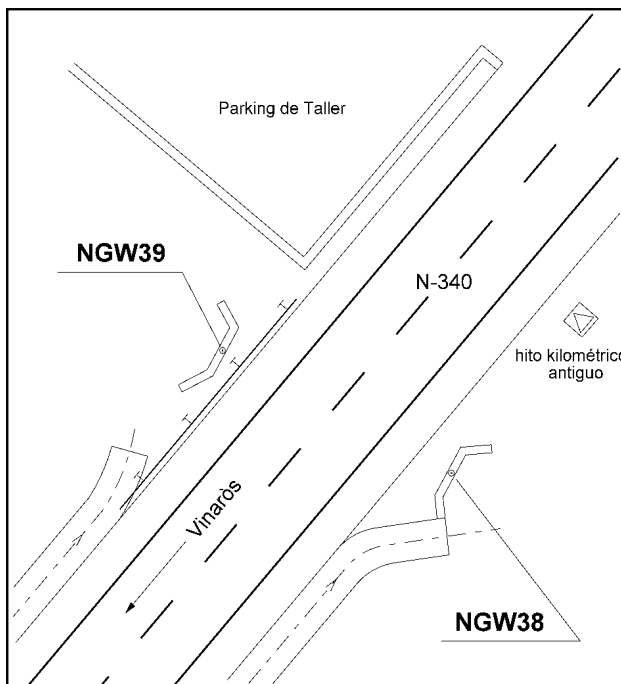 Parking de Taller
NGW39
N-340
hito kilométrico
antiguo
Vinaròs
NGW38